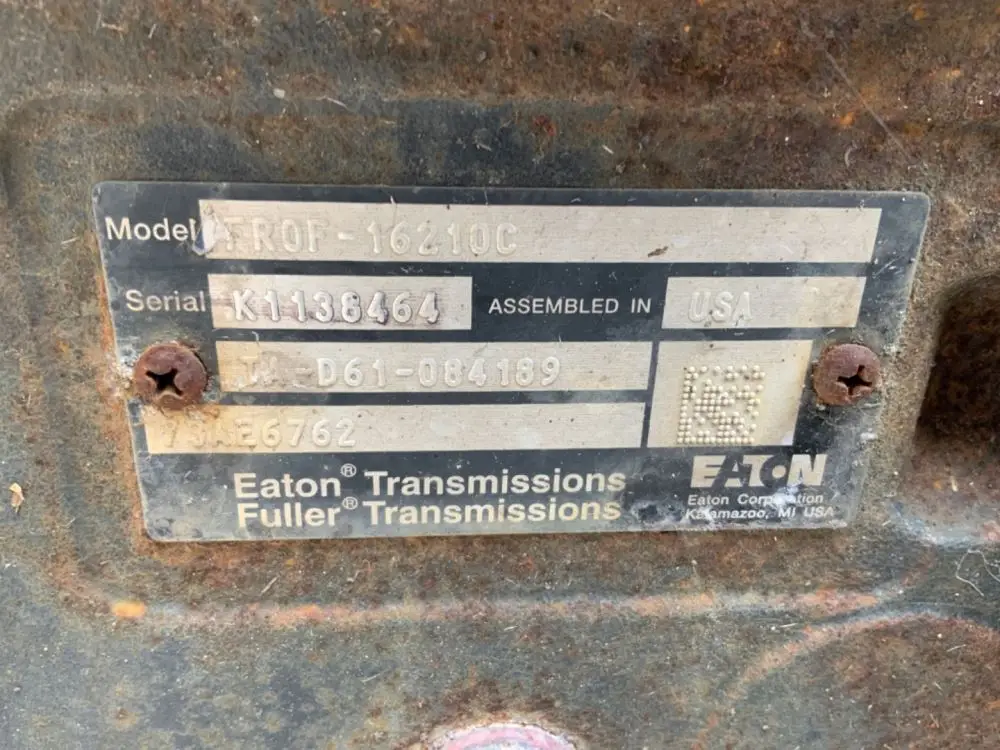 Model FROF-16210C
Serial K1138464 ASSEMBLED IN USA
TA-D61-084189
73AE6762
Eaton® Transmissions
Fuller® Transmissions
EATON
Eaton Corporation
Kalamazoo, MI USA